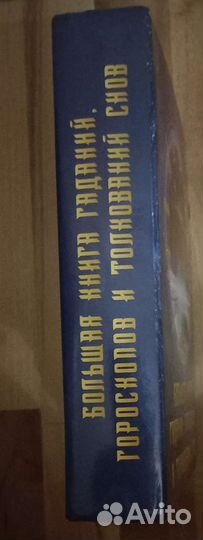 БОЛЬШАЯ КНИГА ГАДАНИЙ,
ГОРОСКОПОВ И ТОЛКОВАНИЙ СНОВ
Avito